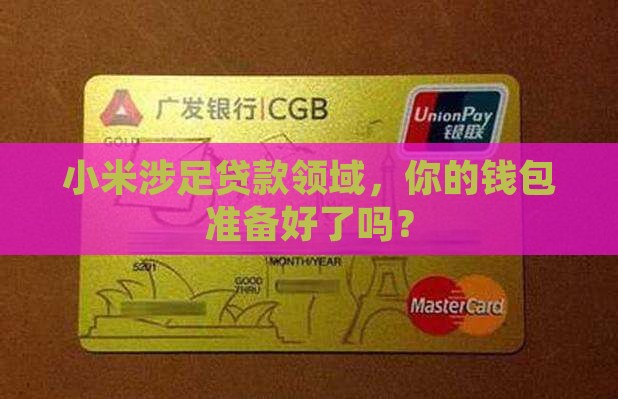 广发银行|CGB
UnionPay
银联
GOLD
小米涉足贷款领域，你的钱包
准备好了吗？
5201
MONTH/YEAR
GOOD
THRU
MasterCard